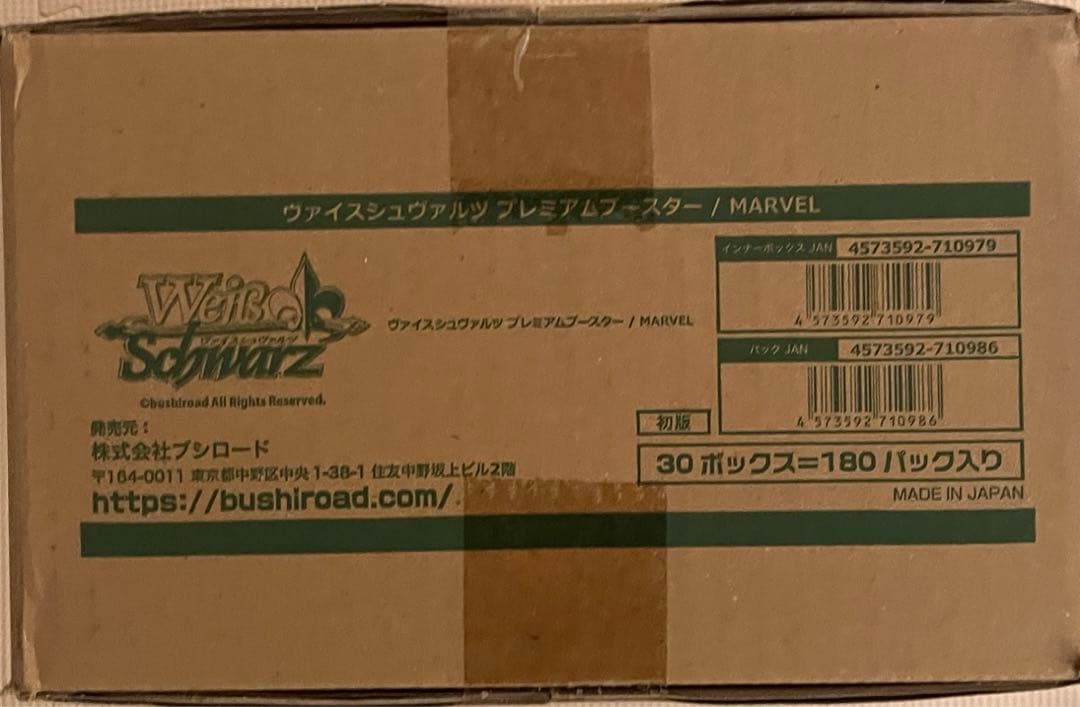 ヴァイスシュヴァルツ プレミアムブースター / MARVEL
インナーボックス JAN 4573592-710979
4 573592 710979
Weiß
ヴァイスシュヴァルツ
Schwarz
ヴァイスシュヴァルツ プレミアムブースター / MARVEL
パック JAN 4573592-710986
4 573592 710986
©bushiroad All Rights Reserved.
初版
発売元：
株式会社ブシロード
〒164-0011 東京都中野区中央1-38-1 住友中野坂上ビル2階
https://bushiroad.com/
30 ボックス=180 パック入り
MADE IN JAPAN